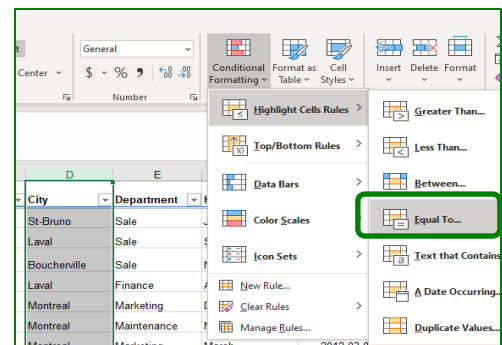 General
Center
$ % 9
Number
Conditional Formatting
Format as Table
Cell Styles
Insert Delete Format
Highlight Cells Rules
Top/Bottom Rules
Data Bars
Color Scales
Icon Sets
New Rule...
Clear Rules
Manage Rules...
Greater Than...
Less Than...
Between...
Equal To...
Text that Contains
A Date Occurring...
Duplicate Values...
D E
City Department
St-Bruno Sale
Laval Sale
Boucherville Sale
Laval Finance
Montreal Marketing
Montreal Maintenance